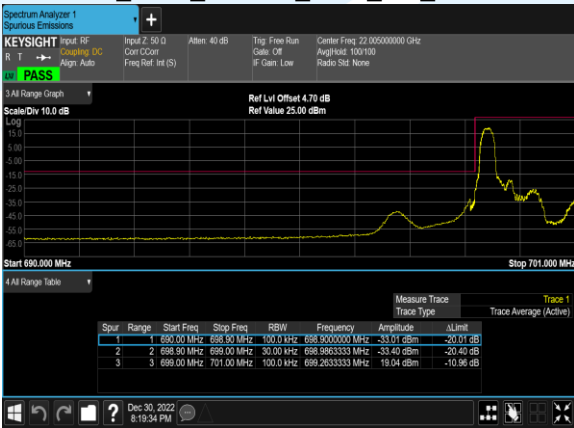 Spectrum Analyzer 1
Spurious Emissions
+
KEYSIGHT Input: RF Input Z: 50 Ω Atten: 40 dB Trig: Free Run Center Freq: 22.005000000 GHz
R T Coupling: DC Corr CCorr Gate: Off Avg|Hold: 100/100
Align: Auto Freq Ref: Int (S) IF Gain: Low Radio Std: None
LW PASS
3 All Range Graph
Ref Lvl Offset 4.70 dB
Scale/Div 10.0 dB Ref Value 25.00 dBm
Log
15.0
5.00
-5.00
-15.0
-25.0
-35.0
-45.0
-55.0
-65.0
Start 690.000 MHz Stop 701.000 MHz
4 All Range Table
Measure Trace Trace 1
Trace Type Trace Average (Active)
Spur Range Start Freq Stop Freq RBW Frequency Amplitude ΔLimit
1 1 690.00 MHz 698.90 MHz 100.0 kHz 698.9000000 MHz -33.01 dBm -20.01 dB
2 2 698.90 MHz 699.00 MHz 30.00 kHz 698.9863333 MHz -33.40 dBm -20.40 dB
3 3 699.00 MHz 701.00 MHz 100.0 kHz 699.2633333 MHz 19.04 dBm -10.96 dB
? Dec 30, 2022
8:19:34 PM